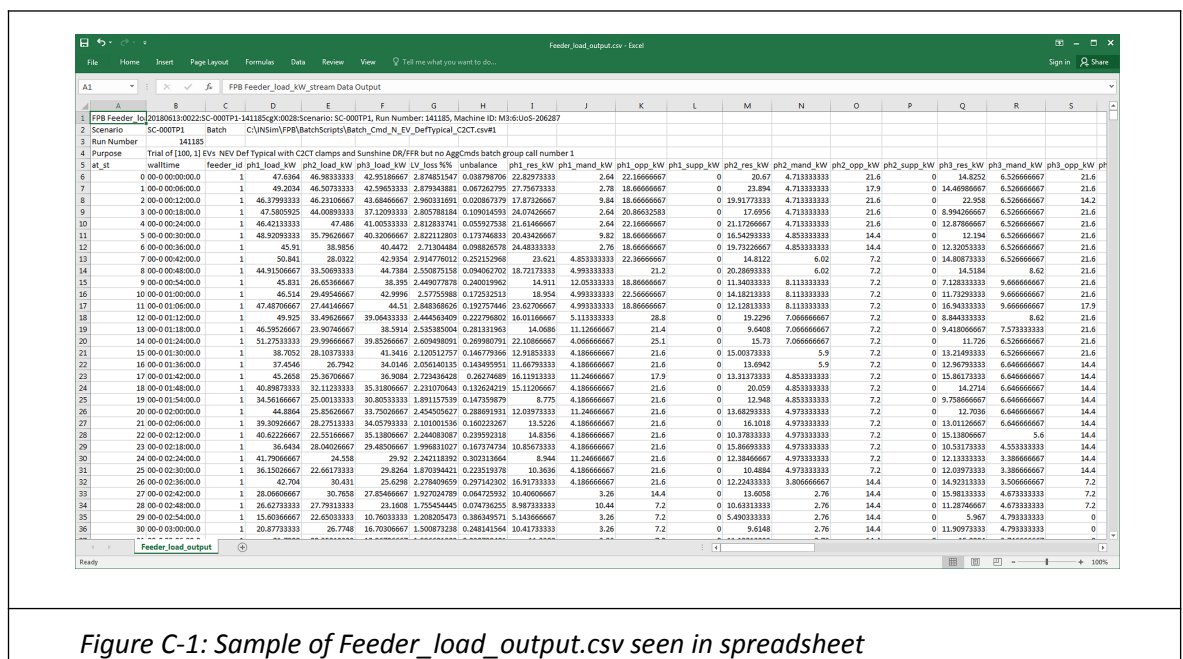 Feeder_load_output.csv - Excel
File Home Insert Page Layout Formulas Data Review View Tell me what you want to do... Sign in Share
A1 FPB Feeder_load_kW_stream Data Output
A B C D E F G H I J K L M N O P Q R S
1 FPB Feeder_loa 20180613:0022:SC-000TP1-141185cgX:0028:Scenario: SC-000TP1, Run Number: 141185, Machine ID: M3:6:UoS-206287
2 Scenario SC-000TP1 Batch C:\INSim\FPB\BatchScripts\Batch_Cmd_N_EV_DefTypical_C2CT.csv#1
3 Run Number 141185
4 Purpose Trial of [100, 1] EVs NEV Def Typical with C2CT clamps and Sunshine DR/FFR no AggCmds batch group call number 1
5 at_st walltime feeder_id ph1_load_kW ph2_load_kW ph3_load_kW LV_loss %% unbalance ph1_res_kW ph1_mand_kW ph1_opp_kW ph1_supp_kW ph2_res_kW ph2_mand_kW ph2_opp_kW ph2_supp_kW ph3_res_kW ph3_mand_kW ph3_opp_kW ph
6 0 00-0 00:00:00.0 1 47.6364 46.98333333 42.95186667 2.874851547 0.038798706 22.82973333 2.64 22.16666667 0 20.67 4.713333333 21.6 0 14.8252 6.526666667 21.6
7 1 00-0 00:06:00.0 1 49.2034 46.50733333 42.59653333 2.879343881 0.067262795 27.75673333 2.78 18.66666667 0 23.894 4.713333333 17.9 0 14.46986667 6.526666667 21.6
8 2 00-0 00:12:00.0 1 46.37993333 46.23106667 43.68466667 2.960331691 0.020867379 17.87326667 9.84 18.66666667 0 19.91773333 4.713333333 21.6 0 22.958 6.526666667 14.2
9 3 00-0 00:18:00.0 1 47.5805925 44.00893333 37.12093333 2.805788184 0.109014593 24.07426667 2.64 20.86632583 0 17.6956 4.713333333 21.6 0 8.994266667 6.526666667 21.6
10 4 00-0 00:24:00.0 1 46.42133333 47.486 41.00533333 2.812833741 0.055927538 21.61466667 2.64 22.16666667 0 21.17266667 4.713333333 21.6 0 12.87866667 6.526666667 21.6
11 5 00-0 00:30:00.0 1 48.92093333 35.79626667 40.32066667 2.822112803 0.173746833 20.43426667 9.82 18.66666667 0 16.54293333 4.853333333 14.4 0 12.194 6.526666667 21.6
12 6 00-0 00:36:00.0 1 45.91 38.9856 40.4472 2.71304484 0.098826578 24.48333333 2.76 18.66666667 0 19.73226667 4.853333333 14.4 0 12.32053333 6.526666667 21.6
13 7 00-0 00:42:00.0 1 50.841 28.0322 42.9354 2.914776012 0.252152968 23.621 4.853333333 22.36666667 0 14.8122 6.02 7.2 0 14.80873333 6.526666667 21.6
14 8 00-0 00:48:00.0 1 44.91506667 33.50693333 44.7384 2.550875158 0.094062702 18.72173333 4.993333333 21.2 0 20.28693333 6.02 7.2 0 14.5184 8.62 21.6
15 9 00-0 00:54:00.0 1 45.831 26.65366667 38.395 2.449077878 0.240019962 14.911 12.05333333 18.86666667 0 11.34033333 8.113333333 7.2 0 7.128333333 9.666666667 21.6
16 10 00-0 01:00:00.0 1 46.514 29.49546667 42.9996 2.57755988 0.172532513 18.954 4.993333333 22.56666667 0 14.18213333 8.113333333 7.2 0 11.73293333 9.666666667 21.6
17 11 00-0 01:06:00.0 1 47.48706667 27.44146667 44.51 2.848368626 0.192757446 23.62706667 4.993333333 18.86666667 0 12.12813333 8.113333333 7.2 0 16.94333333 9.666666667 17.9
18 12 00-0 01:12:00.0 1 49.925 33.49626667 39.06433333 2.444563409 0.222796802 16.01166667 5.113333333 28.8 0 19.2296 7.066666667 7.2 0 8.844333333 8.62 21.6
19 13 00-0 01:18:00.0 1 46.59526667 23.90746667 38.5914 2.535385004 0.281331963 14.0686 11.12666667 21.4 0 9.6408 7.066666667 7.2 0 9.418066667 7.573333333 21.6
20 14 00-0 01:24:00.0 1 51.27533333 29.99666667 39.85266667 2.609498091 0.269980791 22.10866667 4.066666667 25.1 0 15.73 7.066666667 7.2 0 11.726 6.526666667 21.6
21 15 00-0 01:30:00.0 1 38.7052 28.10373333 41.3416 2.120512757 0.146779366 12.91853333 4.186666667 21.6 0 15.00373333 5.9 7.2 0 13.21493333 6.526666667 21.6
22 16 00-0 01:36:00.0 1 37.4546 26.7942 34.0146 2.056140135 0.143495951 11.66793333 4.186666667 21.6 0 13.6942 5.9 7.2 0 12.96793333 6.646666667 14.4
23 17 00-0 01:42:00.0 1 45.2658 25.36706667 36.9084 2.723436428 0.26274689 16.11913333 11.24666667 17.9 0 13.31373333 4.853333333 7.2 0 15.86173333 6.646666667 14.4
24 18 00-0 01:48:00.0 1 40.89873333 32.11233333 35.31806667 2.231070643 0.132624219 15.11206667 4.186666667 21.6 0 20.059 4.853333333 7.2 0 14.2714 6.646666667 14.4
25 19 00-0 01:54:00.0 1 34.56166667 25.00133333 30.80533333 1.891157539 0.147359879 8.775 4.186666667 21.6 0 12.948 4.853333333 7.2 0 9.758666667 6.646666667 14.4
26 20 00-0 02:00:00.0 1 44.8864 25.85626667 33.75026667 2.454505627 0.288691931 12.03973333 11.24666667 21.6 0 13.68293333 4.973333333 7.2 0 12.7036 6.646666667 14.4
27 21 00-0 02:06:00.0 1 39.30926667 28.27513333 34.05793333 2.101001536 0.160223267 13.5226 4.186666667 21.6 0 16.1018 4.973333333 7.2 0 13.01126667 6.646666667 14.4
28 22 00-0 02:12:00.0 1 40.62226667 22.55166667 35.13806667 2.244083087 0.239592318 14.8356 4.186666667 21.6 0 10.37833333 4.973333333 7.2 0 15.13806667 5.6 14.4
29 23 00-0 02:18:00.0 1 36.6434 28.04026667 29.48506667 1.996831027 0.167374734 10.85673333 4.186666667 21.6 0 15.86693333 4.973333333 7.2 0 10.53173333 4.553333333 14.4
30 24 00-0 02:24:00.0 1 41.79066667 24.558 29.92 2.242118392 0.302313664 8.944 11.24666667 21.6 0 12.38466667 4.973333333 7.2 0 12.13333333 3.386666667 14.4
31 25 00-0 02:30:00.0 1 36.15026667 22.66173333 29.8264 1.870394421 0.223519378 10.3636 4.186666667 21.6 0 10.4884 4.973333333 7.2 0 12.03973333 3.386666667 14.4
32 26 00-0 02:36:00.0 1 42.704 30.431 25.6298 2.278409659 0.297142302 16.91733333 4.186666667 21.6 0 12.22433333 3.806666667 14.4 0 14.92313333 3.506666667 7.2
33 27 00-0 02:42:00.0 1 28.06606667 30.7658 27.85466667 1.927024789 0.064725932 10.40606667 3.26 14.4 0 13.6058 2.76 14.4 0 15.98133333 4.673333333 7.2
34 28 00-0 02:48:00.0 1 26.62733333 27.79313333 23.1608 1.755454445 0.04736255 8.987333333 10.44 7.2 0 10.63313333 2.76 14.4 0 11.28746667 4.673333333 7.2
35 29 00-0 02:54:00.0 1 15.60366667 22.65033333 10.76033333 1.208205473 0.386349571 5.143666667 3.26 7.2 0 5.490333333 2.76 14.4 0 5.967 4.793333333 0
36 30 00-0 03:00:00.0 1 20.87733333 26.7748 16.70306667 1.500873238 0.248141564 10.41733333 3.26 7.2 0 9.6148 2.76 14.4 0 11.90973333 4.793333333 0
Feeder_load_output
Ready 100%
Figure C-1: Sample of Feeder_load_output.csv seen in spreadsheet